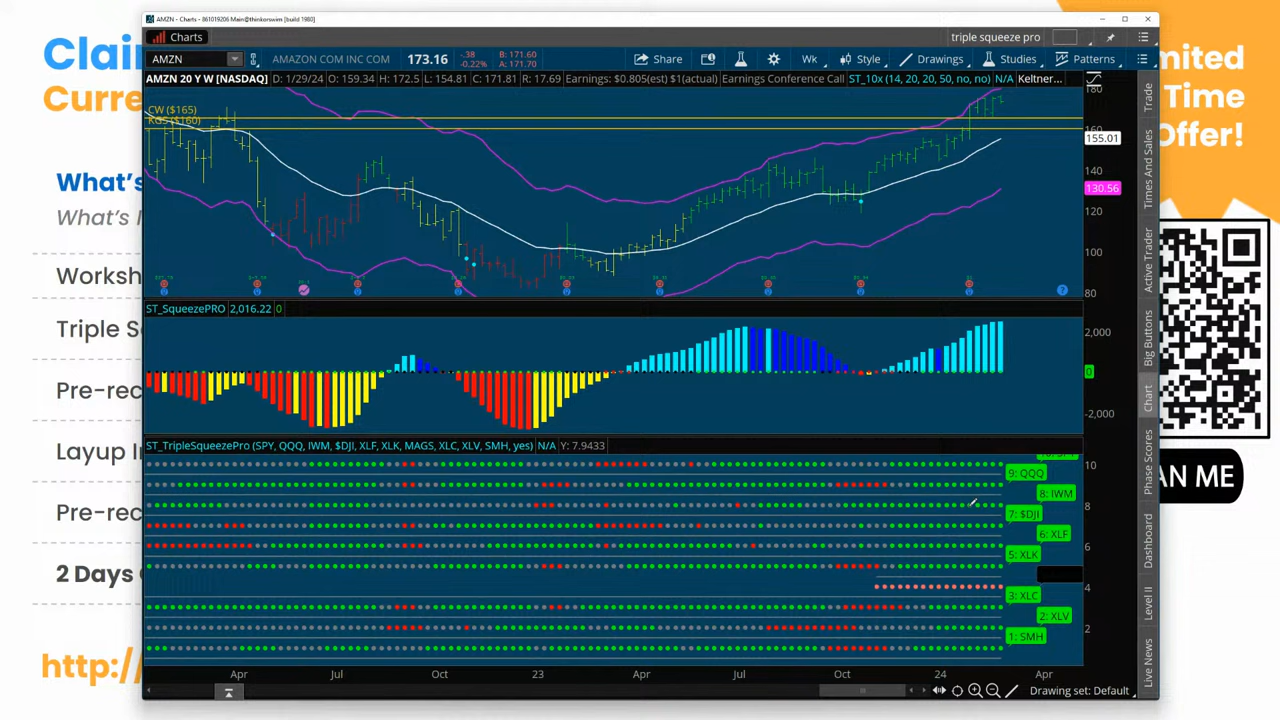 AMZN - Charts - 861019206 Main@thinkorswim [build 1980]
Charts
triple squeeze pro
AMZN
AMAZON COM INC COM
173.16
-.38
-0.22%
B: 171.60
A: 171.70
Share
Wk
Style
Drawings
Studies
Patterns
AMZN 20 Y W [NASDAQ]
D: 1/29/24
O: 159.34
H: 172.5
L: 154.81
C: 171.81
R: 17.69
Earnings: $0.805(est) $1(actual)
Earnings Conference Call
ST_10x (14, 20, 20, 50, no, no)
N/A
Keltner...
CW ($165)
KGS ($160)
180
160
155.01
140
130.56
120
100
80
ST_SqueezePRO
2,016.22
0
2,000
0
-2,000
ST_TripleSqueezePro (SPY, QQQ, IWM, $DJI, XLF, XLK, MAGS, XLC, XLV, SMH, yes)
N/A
Y: 7.9433
9: QQQ
8: IWM
7: $DJI
6: XLF
5: XLK
3: XLC
2: XLV
1: SMH
10
8
6
4
2
Apr
Jul
Oct
23
Apr
Jul
Oct
24
Apr
Drawing set: Default
Trade
Times And Sales
Active Trader
Big Buttons
Chart
Phase Scores
Dashboard
Level II
Live News
Clai
Curre
What's
What's
Worksh
Triple S
Pre-rec
Layup I
Pre-rec
2 Days
http:/
mited
Time
Offer!
AN ME